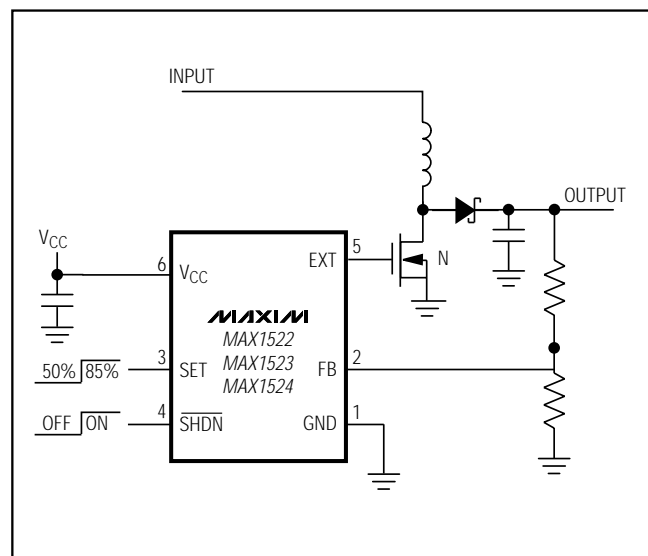 INPUT
OUTPUT
VCC
5
EXT
N
6
VCC
MAXIM
MAX1522
MAX1523
MAX1524
50% 85%
3
SET
2
FB
OFF ON
4
SHDN
1
GND